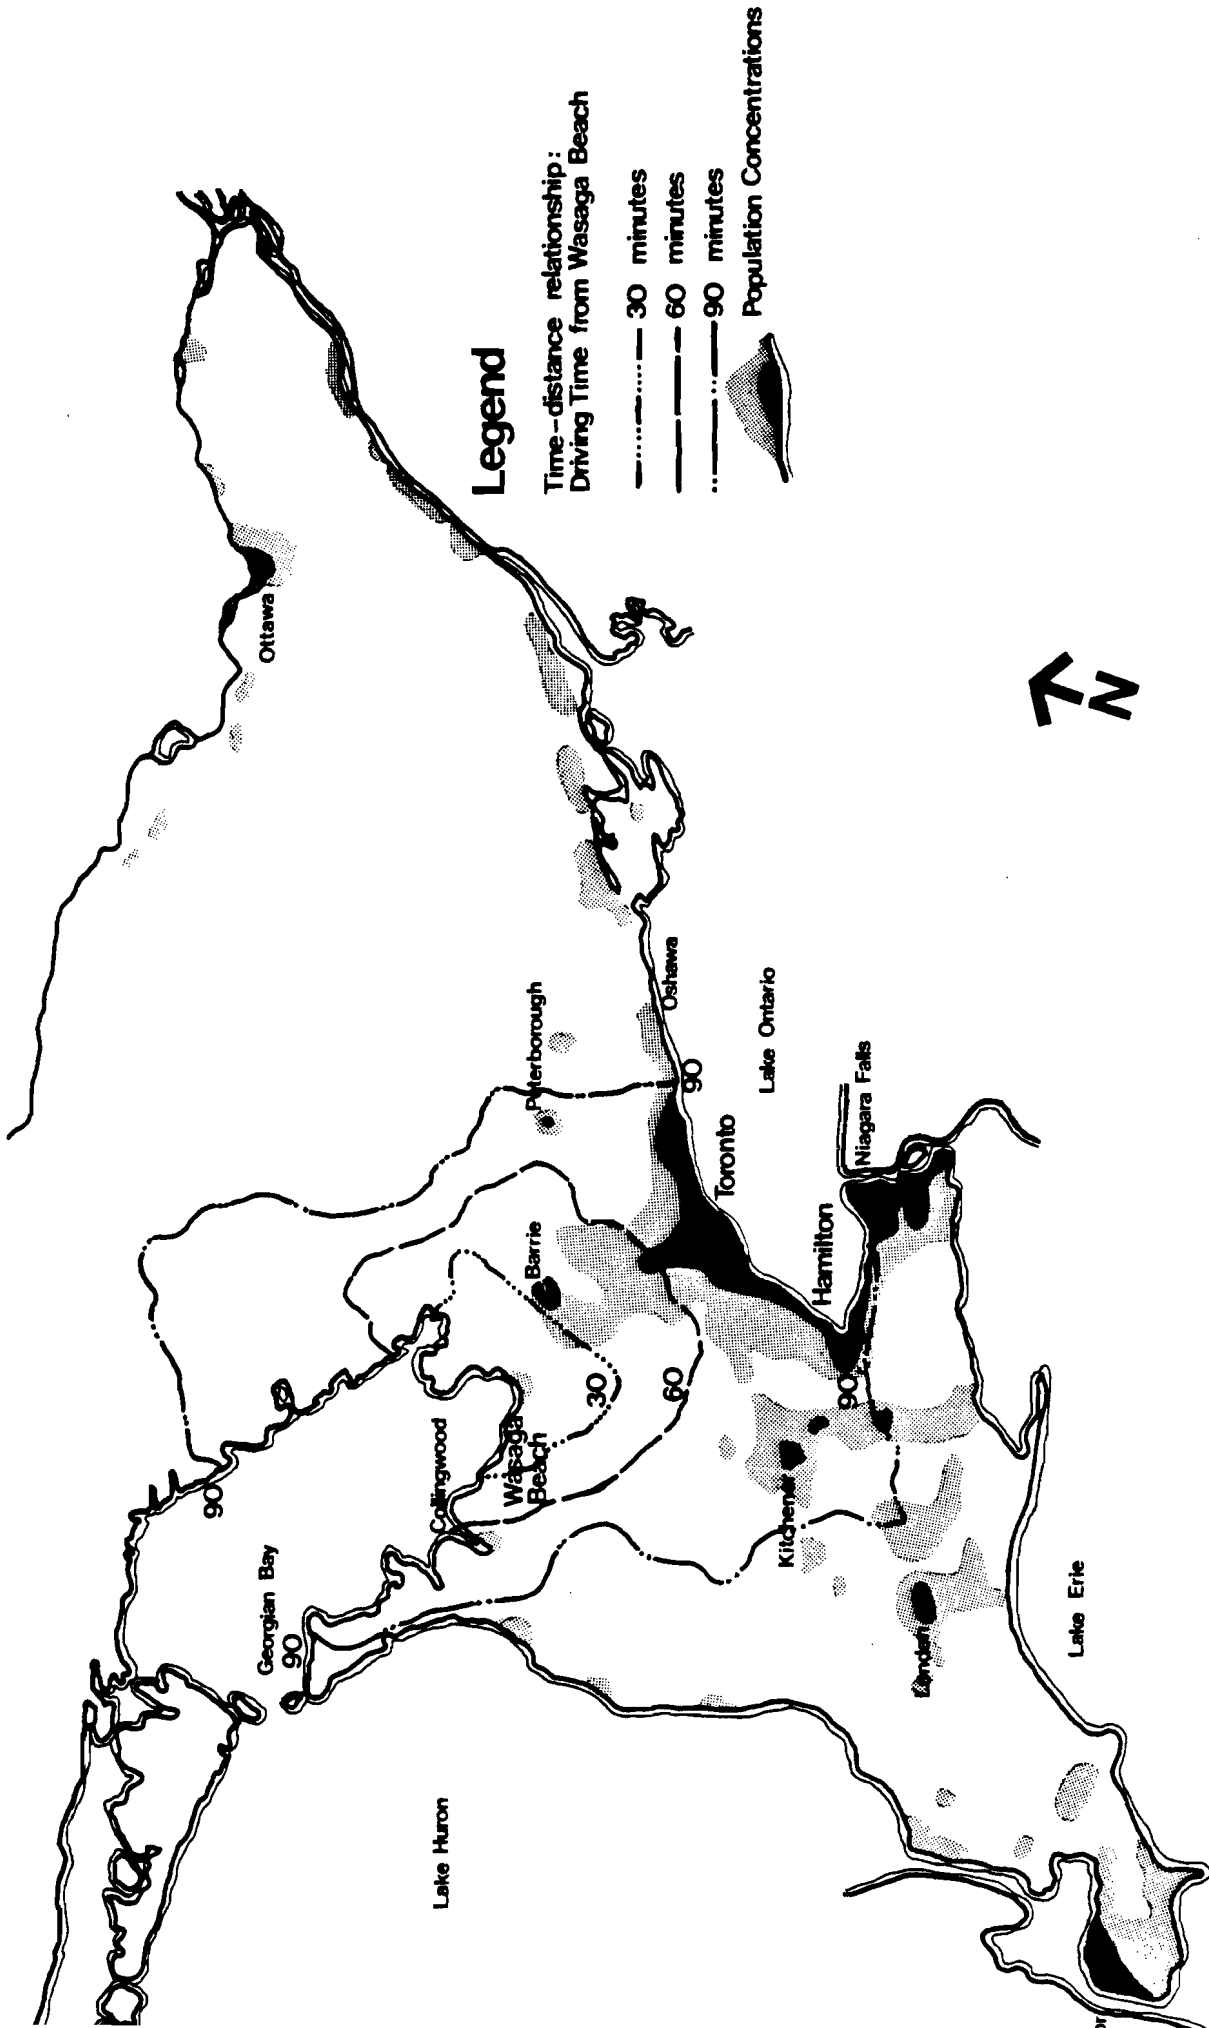 Legend
Time-distance relationship:
Driving Time from Wasaga Beach
30 minutes
60 minutes
90 minutes
Population Concentrations
N
Ottawa
Peterborough
Oshawa
90
Lake Ontario
Toronto
Niagara Falls
Hamilton
90
Barrie
30
60
Wasaga
Beach
Collingwood
90
Georgian Bay
90
Kitchener
London
Lake Erie
Lake Huron
or